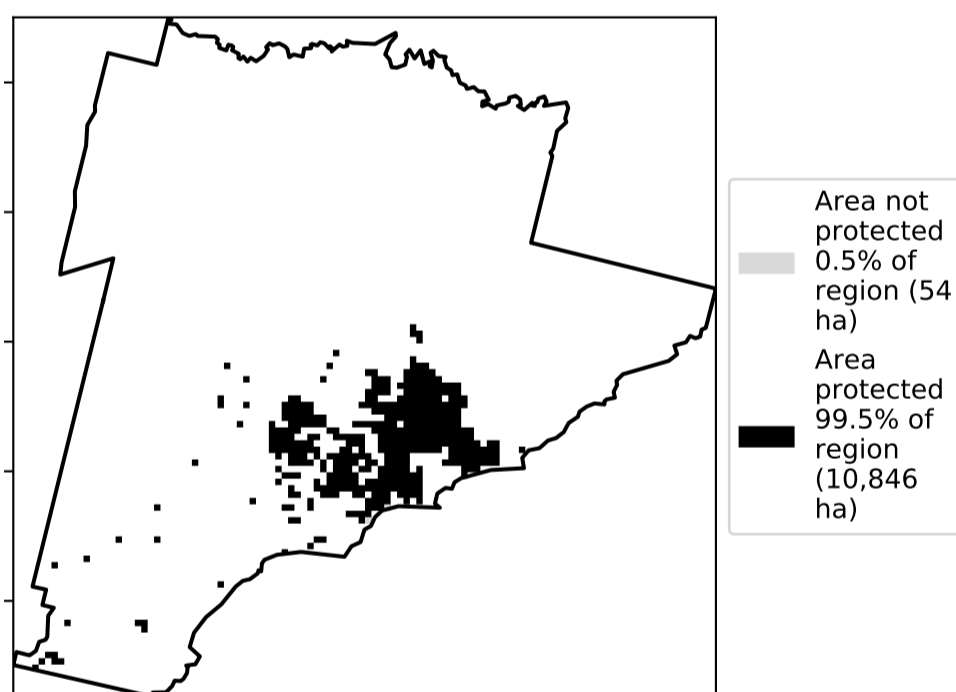 Area not
protected
0.5% of
region (54
ha)
Area
protected
99.5% of
region
(10,846
ha)